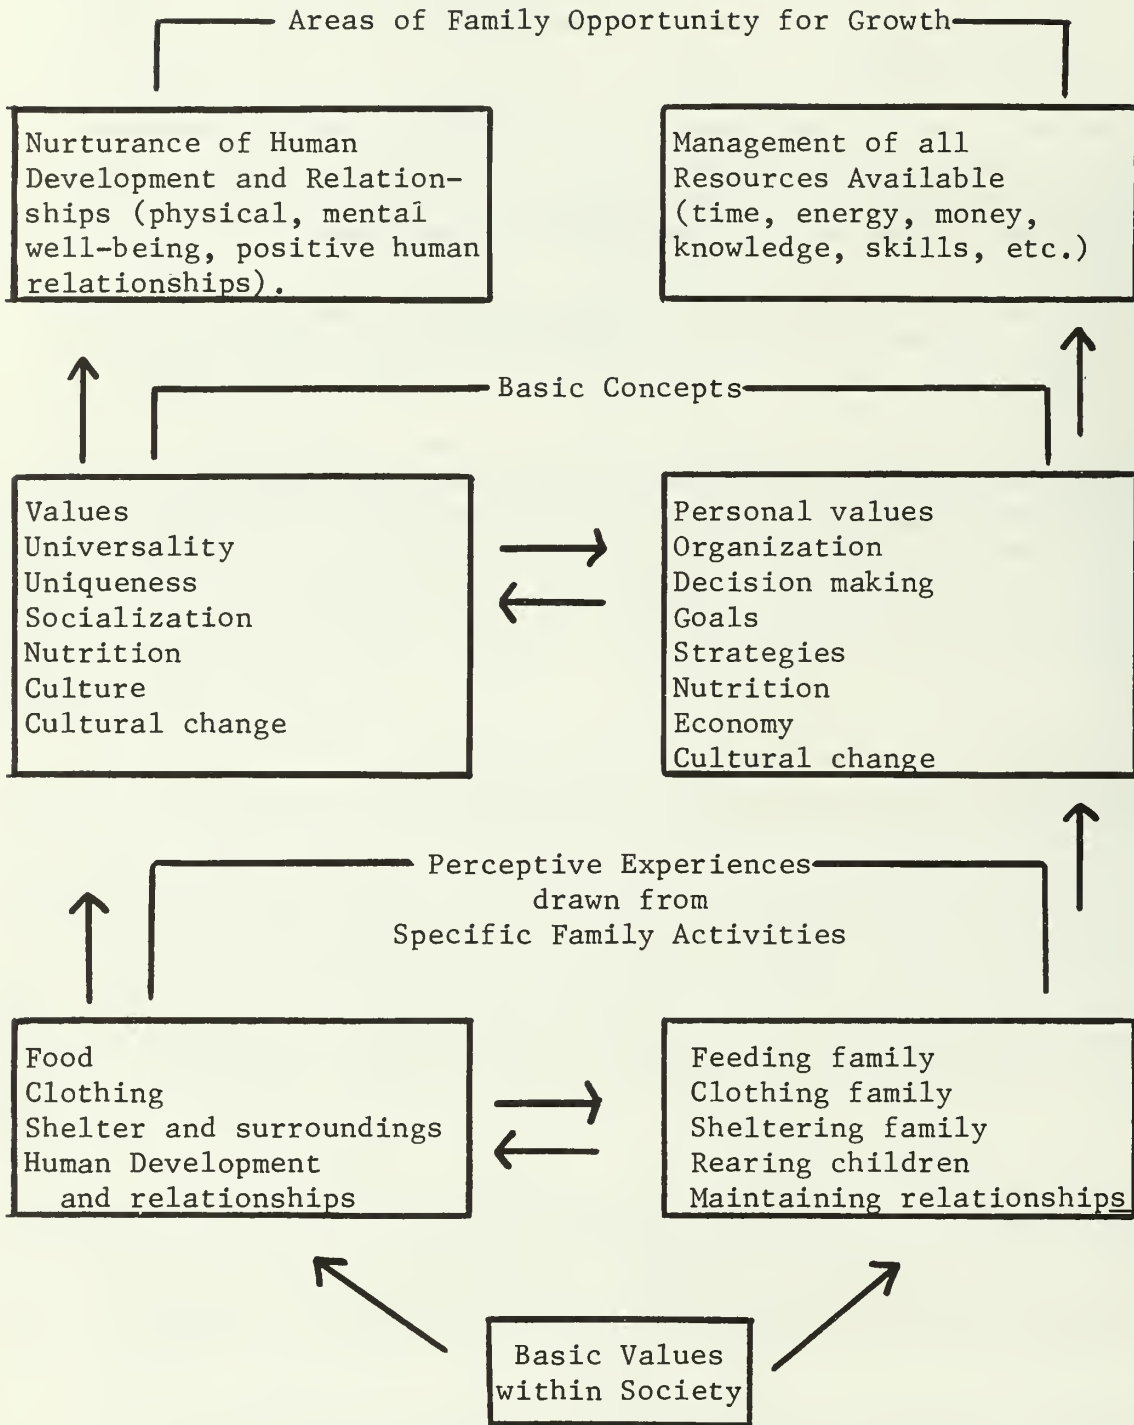 Areas of Family Opportunity for Growth
Nurturance of Human
Development and Relation-
ships (physical, mental
well-being, positive human
relationships).
Management of all
Resources Available
(time, energy, money,
knowledge, skills, etc.)
Basic Concepts
Values
Universality
Uniqueness
Socialization
Nutrition
Culture
Cultural change
Personal values
Organization
Decision making
Goals
Strategies
Nutrition
Economy
Cultural change
Perceptive Experiences
drawn from
Specific Family Activities
Food
Clothing
Shelter and surroundings
Human Development
and relationships
Feeding family
Clothing family
Sheltering family
Rearing children
Maintaining relationships
Basic Values
within Society